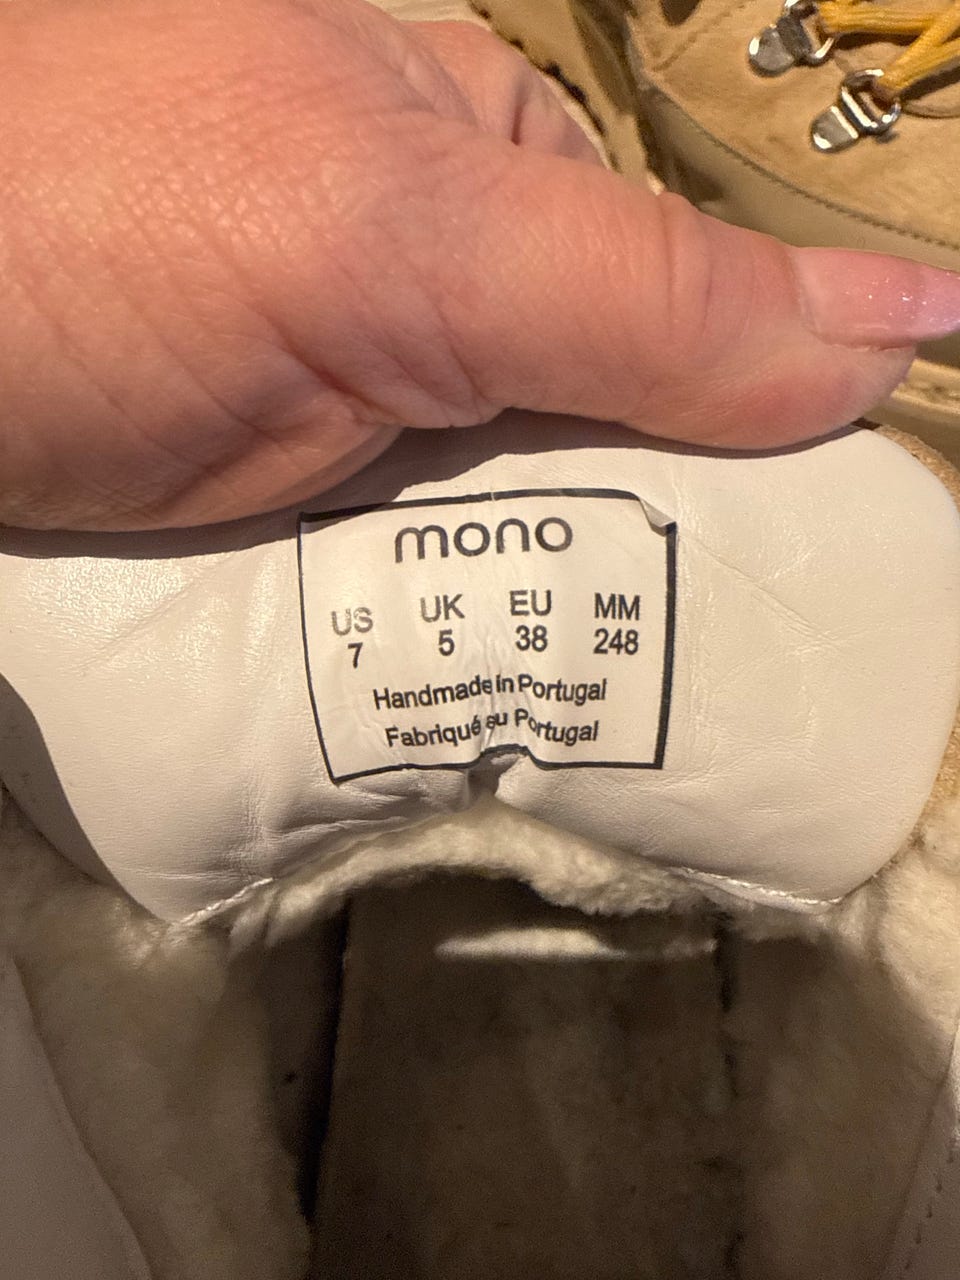 mono
US UK EU MM
7 5 38 248
Handmade in Portugal
Fabriqué au Portugal